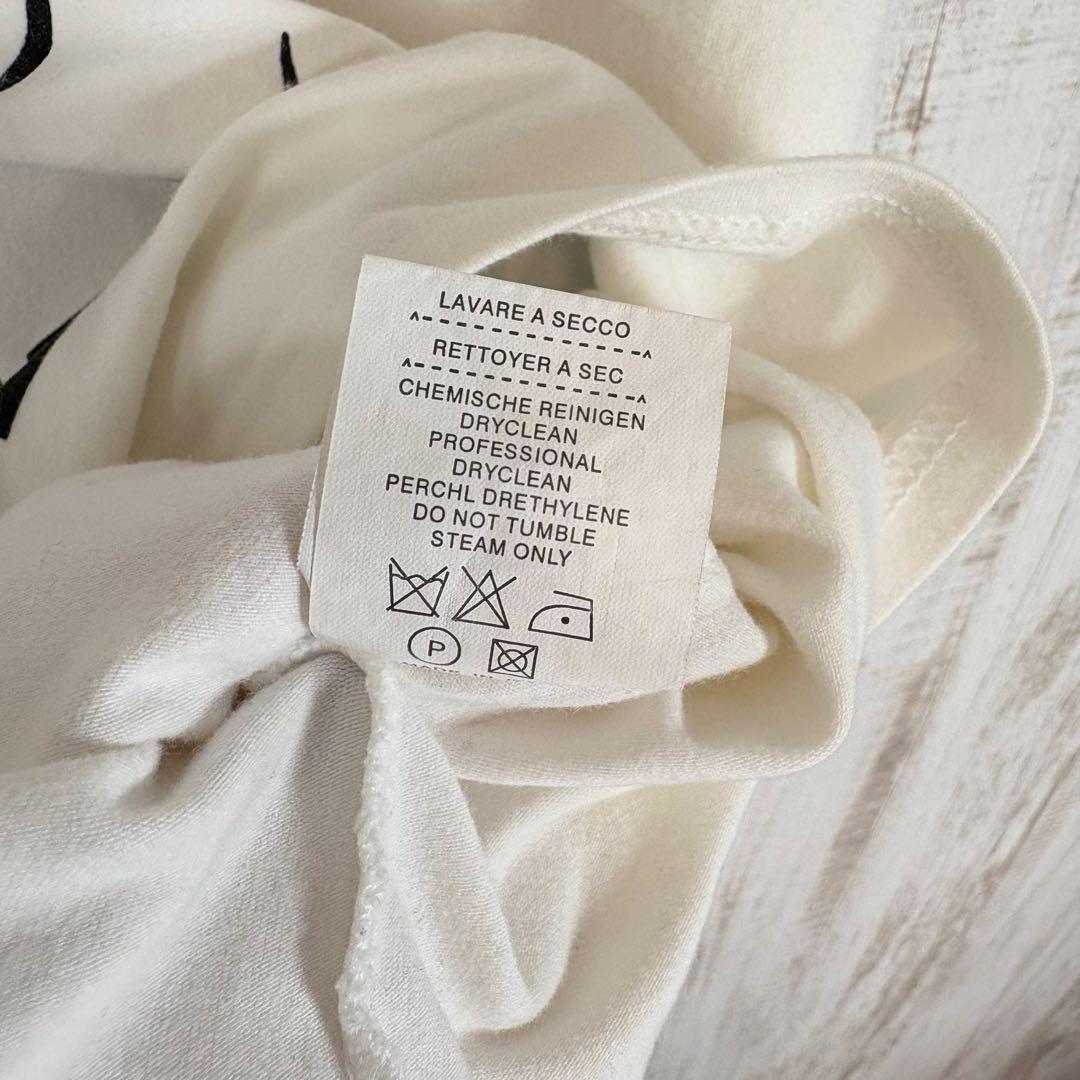 LAVARE A SECCO
RETTOYER A SEC
CHEMISCHE REINIGEN
DRYCLEAN
PROFESSIONAL
DRYCLEAN
PERCHL DRETHYLENE
DO NOT TUMBLE
STEAM ONLY
P